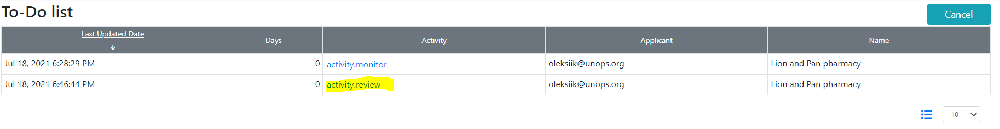 To-Do list
Cancel
Last Updated Date
Days
Activity
Applicant
Name
Jul 18, 2021 6:28:29 PM 0 activity.monitor oleksiik@unops.org Lion and Pan pharmacy
Jul 18, 2021 6:46:44 PM 0 activity.review oleksiik@unops.org Lion and Pan pharmacy
10